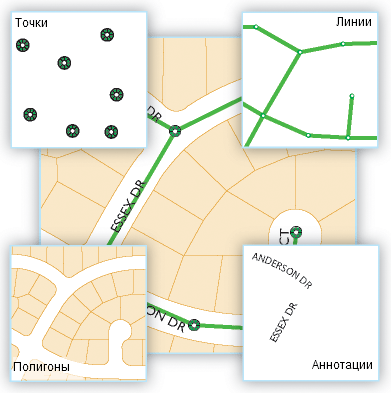 Точки
Линии
DR
ESSEX DR
CT
ON DR
Полигоны
ANDERSON DR
ESSEX DR
Аннотации